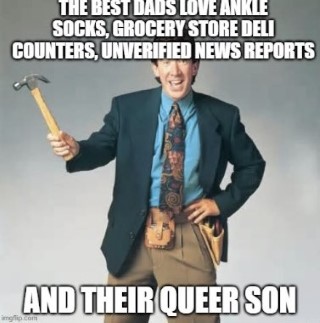 THE BEST DADS LOVE ANKLE
SOCKS, GROCERY STORE DELI
COUNTERS, UNVERIFIED NEWS REPORTS
AND THEIR QUEER SON
imgflip.com